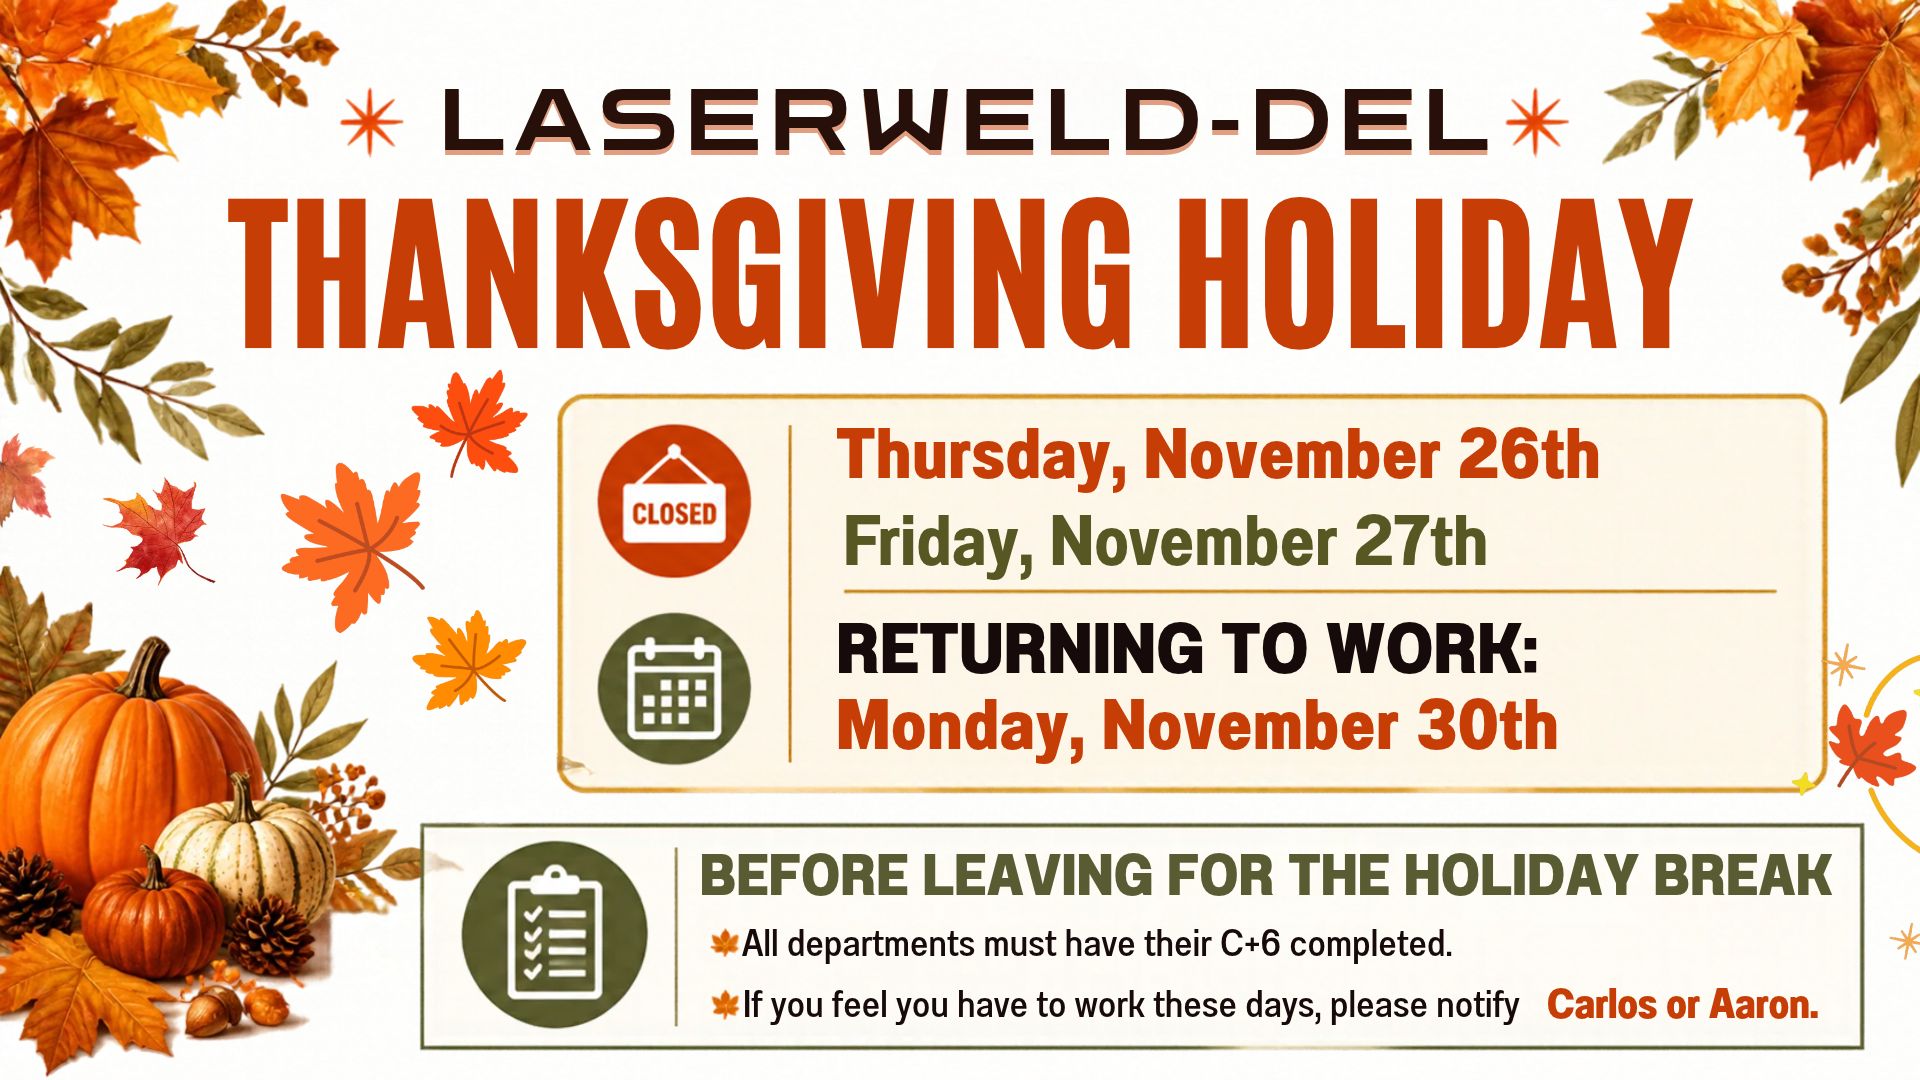 LASERWELD-DEL
THANKSGIVING HOLIDAY
CLOSED
Thursday, November 26th
Friday, November 27th
RETURNING TO WORK:
Monday, November 30th
BEFORE LEAVING FOR THE HOLIDAY BREAK
All departments must have their C+6 completed.
If you feel you have to work these days, please notify Carlos or Aaron.